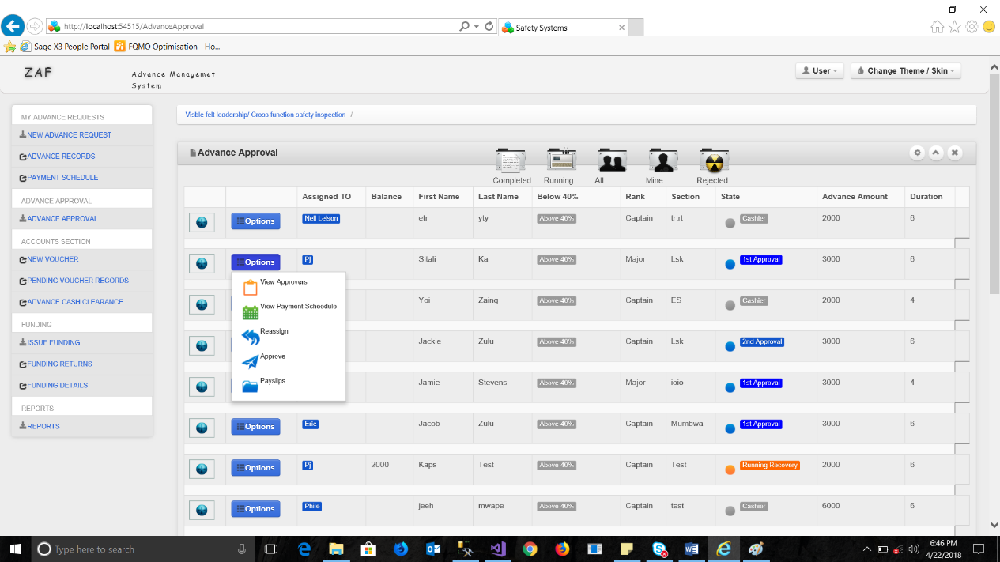 http://localhost:54515/AdvanceApproval
Safety Systems
Sage X3 People Portal FQMO Optimisation - Ho...
ZAF
Advance Managemet
System
User
Change Theme / Skin
MY ADVANCE REQUESTS
NEW ADVANCE REQUEST
ADVANCE RECORDS
PAYMENT SCHEDULE
ADVANCE APPROVAL
ADVANCE APPROVAL
ACCOUNTS SECTION
NEW VOUCHER
PENDING VOUCHER RECORDS
ADVANCE CASH CLEARANCE
FUNDING
ISSUE FUNDING
FUNDING RETURNS
FUNDING DETAILS
REPORTS
REPORTS
Visble felt leadership/ Cross function safety inspection /
Advance Approval
Completed Running All Mine Rejected
Assigned TO Balance First Name Last Name Below 40% Rank Section State Advance Amount Duration
Options Neil Leison etr yty Above 40% Captain trtrt Cashier 2000 6
Options Pj Sitali Ka Above 40% Major Lsk 1st Approval 3000 6
View Approvers
View Payment Scheedule
Reassign
Approve
Payslips
Yoi Zaing Above 40% Captain ES Cashier 2000 4
Jackie Zulu Above 40% Captain Lsk 2nd Approval 3000 6
Jamie Stevens Above 40% Major ioio 1st Approval 3000 4
Options Eric Jacob Zulu Above 40% Captain Mumbwa 1st Approval 3000 6
Options Pj 2000 Kaps Test Above 40% Captain Test Running Recovery 2000 6
Options Phile jeeh mwape Above 40% Captain test Cashier 6000 6
Type here to search
6:46 PM
4/22/2018